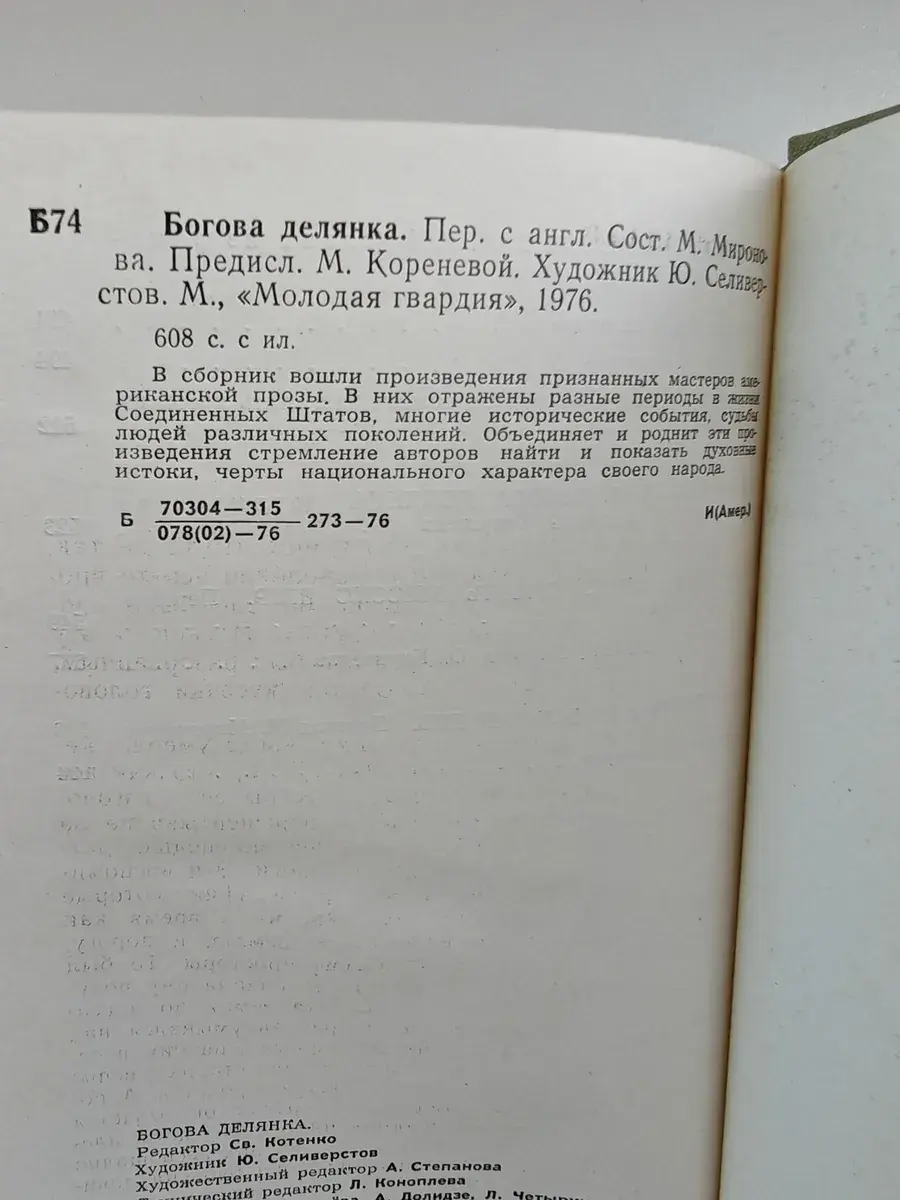 Б74 Богова делянка. Пер. с англ. Сост. М. Мироно-
ва. Предисл. М. Кореневой. Художник Ю. Селивер-
стов. М., «Молодая гвардия», 1976.
608 с. с ил.
В сборник вошли произведения признанных мастеров аме-
риканской прозы. В них отражены разные периоды в жизни
Соединенных Штатов, многие исторические события, судьбы
людей различных поколений. Объединяет и роднит эти про-
изведения стремление авторов найти и показать духовные
истоки, черты национального характера своего народа.
Б 70304—315
078(02)—76 273—76
И(Амер.)
БОГОВА ДЕЛЯНКА.
Редактор Св. Котенко
Художник Ю. Селиверстов
Художественный редактор А. Степанова
Технический редактор Л. Коноплева
А. Долидзе, Л.